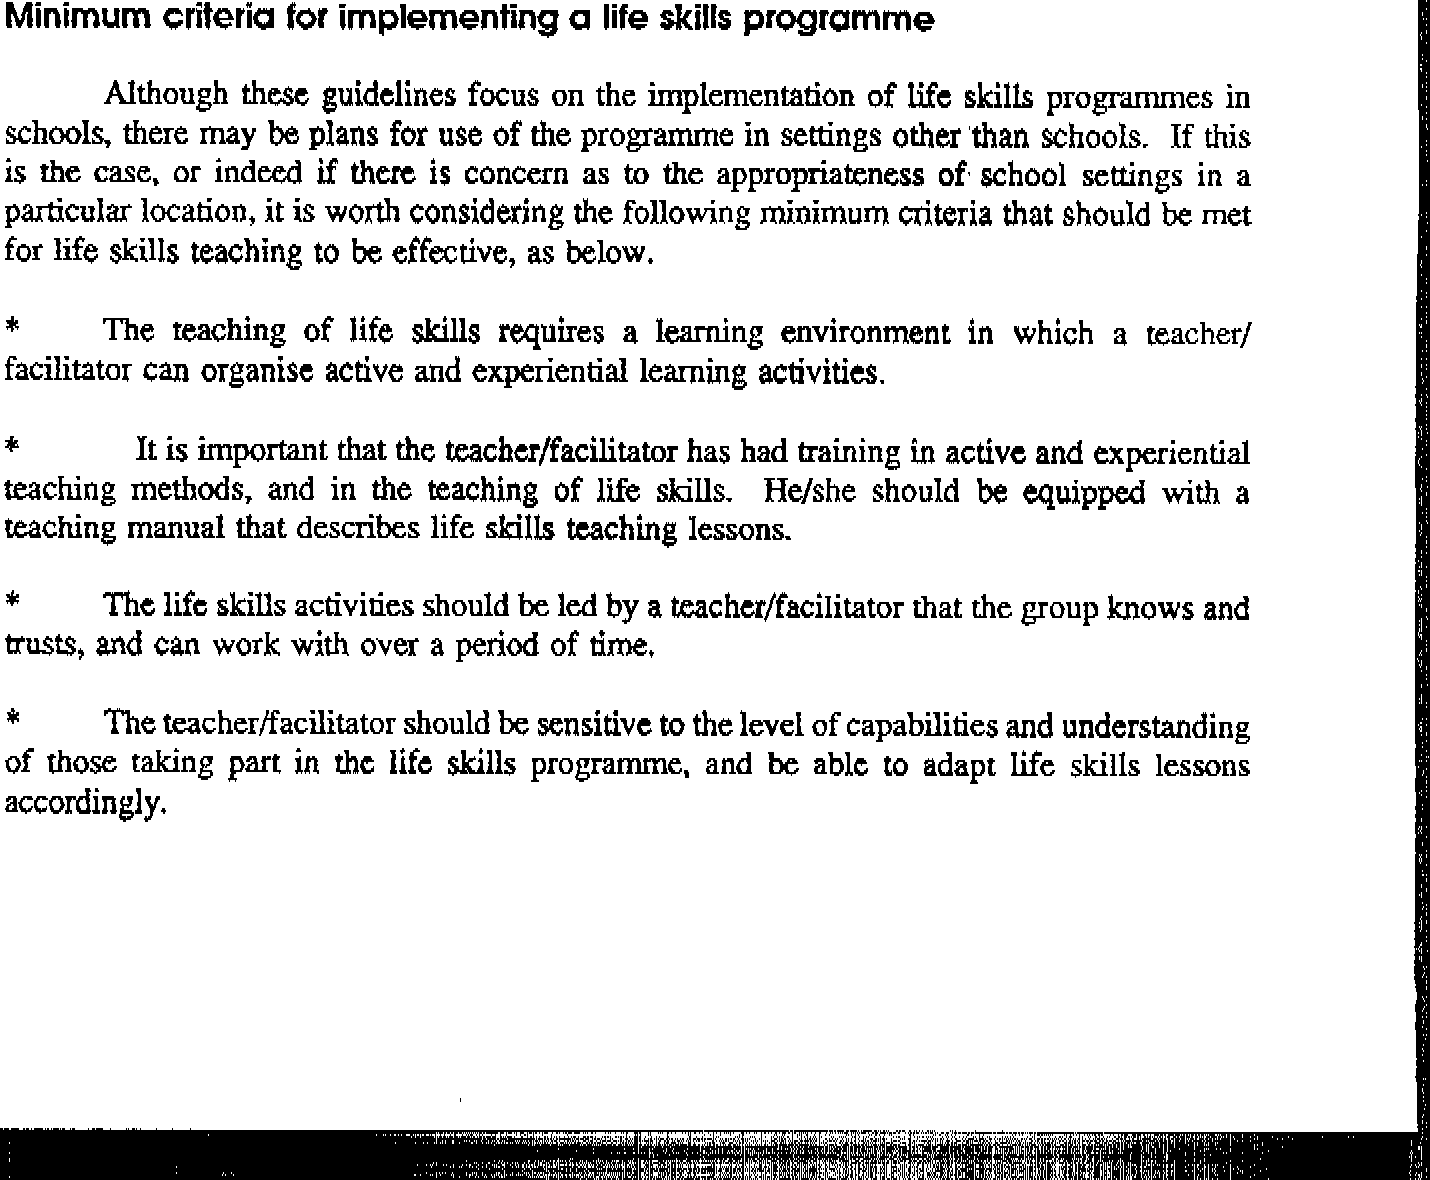 Minimum criteria for implementing a life skills programme
Although these guidelines focus on the implementation of life skills programmes in
schools, there may be plans for use of the programme in settings other than schools. If this
is the case, or indeed if there is concern as to the appropriateness of school settings in a
particular location, it is worth considering the following minimum criteria that should be met
for life skills teaching to be effective, as below.
* The teaching of life skills requires a learning environment in which a teacher/
facilitator can organise active and experiential learning activities.
* It is important that the teacher/facilitator has had training in active and experiential
teaching methods, and in the teaching of life skills. He/she should be equipped with a
teaching manual that describes life skills teaching lessons.
* The life skills activities should be led by a teacher/facilitator that the group knows and
trusts, and can work with over a period of time.
* The teacher/facilitator should be sensitive to the level of capabilities and understanding
of those taking part in the life skills programme, and be able to adapt life skills lessons
accordingly.